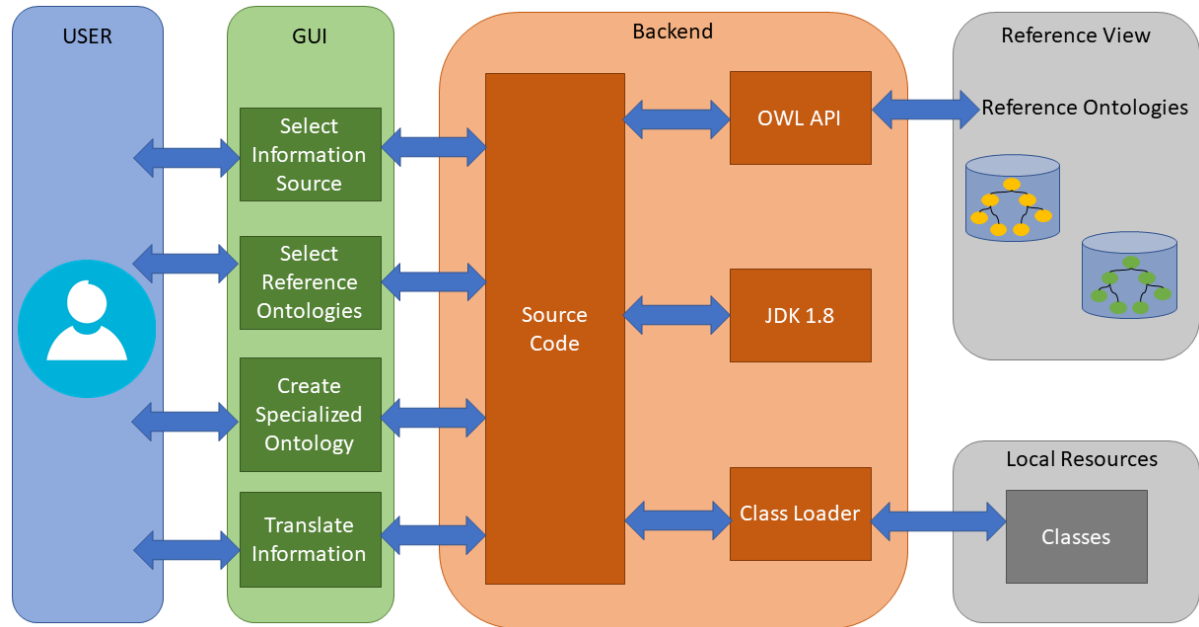 USER
GUI
Backend
Reference View
Select
Information
Source
OWL API
Reference Ontologies
Select
Reference
Ontologies
Source
Code
JDK 1.8
Create
Specialized
Ontology
Local Resources
Translate
Information
Class Loader
Classes